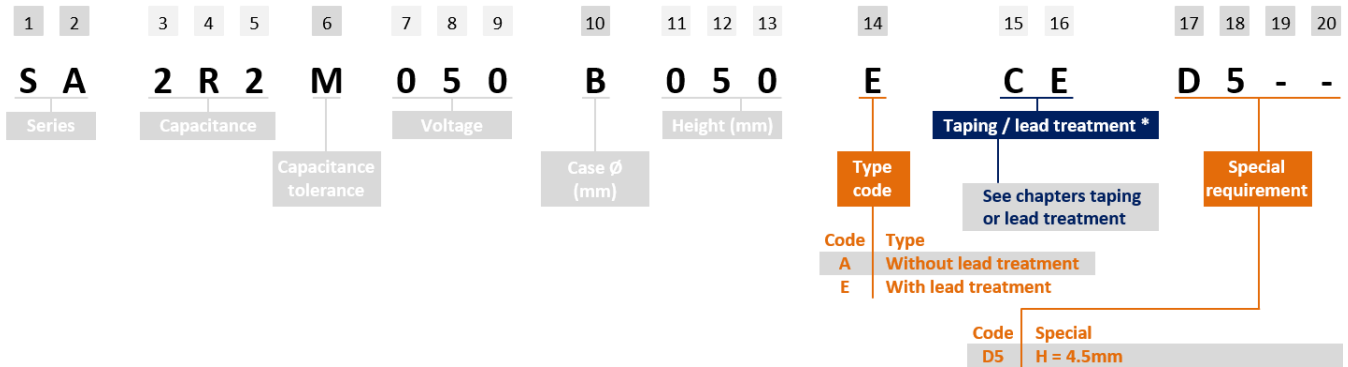 1 2 3 4 5 6 7 8 9 10 11 12 13 14 15 16 17 18 19 20
S A 2 R 2 M 0 5 0 B 0 5 0 E C E D 5 - -
Series Capacitance Voltage Height (mm) Taping / lead treatment *
Capacitance
tolerance
Case Ø
(mm)
Type
code
See chapters taping
or lead treatment
Special
requirement
Code Type
A Without lead treatment
E With lead treatment
Code Special
D5 H = 4.5mm